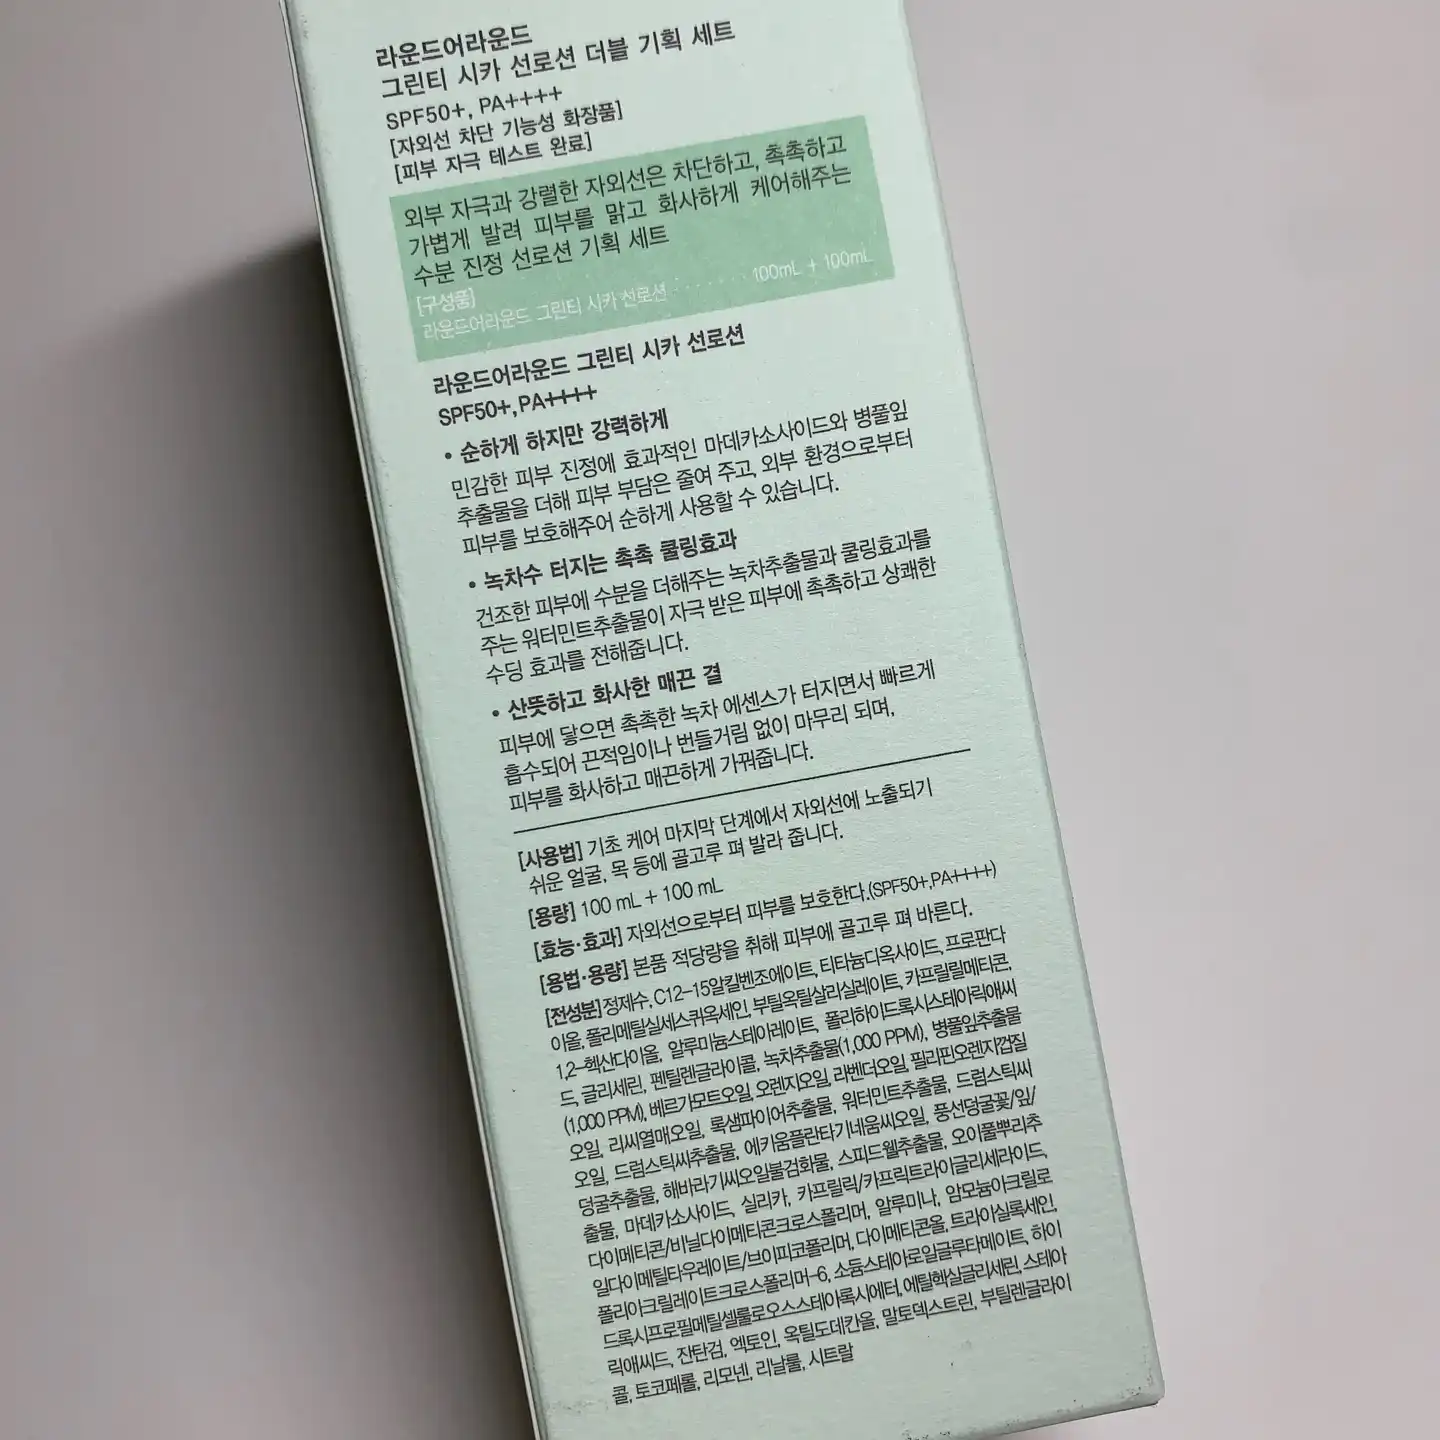 라운드어라운드
그린티 시카 선로션 더블 기획 세트
SPF50+, PA++++
[자외선 차단 기능성 화장품]
[피부 자극 테스트 완료]
외부 자극과 강렬한 자외선은 차단하고, 촉촉하고
가볍게 발려 피부를 맑고 화사하게 케어해주는
수분 진정 선로션 기획 세트
[구성품]
라운드어라운드 그린티 시카 선로션 ········ 100mL + 100mL
라운드어라운드 그린티 시카 선로션
SPF50+,PA++++
• 순하게 하지만 강력하게
민감한 피부 진정에 효과적인 마데카소사이드와 병풀잎
추출물을 더해 피부 부담은 줄여 주고, 외부 환경으로부터
피부를 보호해주어 순하게 사용할 수 있습니다.
• 녹차수 터지는 촉촉 쿨링효과
건조한 피부에 수분을 더해주는 녹차추출물과 쿨링효과를
주는 워터민트추출물이 자극 받은 피부에 촉촉하고 상쾌한
수딩 효과를 전해줍니다.
• 산뜻하고 화사한 매끈 결
피부에 닿으면 촉촉한 녹차 에센스가 터지면서 빠르게
흡수되어 끈적임이나 번들거림 없이 마무리 되며,
피부를 화사하고 매끈하게 가꿔줍니다.
[사용법] 기초 케어 마지막 단계에서 자외선에 노출되기
쉬운 얼굴, 목 등에 골고루 펴 발라 줍니다.
[용량] 100 mL + 100 mL
[효능·효과] 자외선으로부터 피부를 보호한다.(SPF50+,PA++++)
[용법·용량] 본품 적당량을 취해 피부에 골고루 펴 바른다.
[전성분] 정제수, C12-15알킬벤조에이트, 티타늄디옥사이드, 프로판다
이올, 폴리메틸실세스퀴옥세인, 부틸옥틸살리실레이트, 카프릴릴메티콘,
1,2-헥산다이올, 알루미늄스테아레이트, 폴리하이드록시스테아릭애씨
드, 글리세린, 펜틸렌글라이콜, 녹차추출물(1,000 PPM), 병풀잎추출물
(1,000 PPM), 베르가모트오일, 오렌지오일, 라벤더오일, 필리핀오렌지껍질
오일, 리씨열매오일, 록샘파이어추출물, 워터민트추출물, 드럼스틱씨
오일, 드럼스틱씨추출물, 에키움플란타기네움씨오일, 풍선덩굴꽃/잎/
덩굴추출물, 해바라기씨오일불검화물, 스피드웰추출물, 오이풀뿌리추
출물, 마데카소사이드, 실리카, 카프릴릭/카프릭트라이글리세라이드,
다이메티콘/비닐다이메티콘크로스폴리머, 알루미나, 암모늄아크릴로
일다이메틸타우레이트/브이피코폴리머, 다이메티콘올, 트라이실록세인,
폴리아크릴레이트크로스폴리머-6, 소듐스테아로일글루타메이트, 하이
드록시프로필메틸셀룰로오스스테아록시에터, 에틸헥실글리세린, 스테아
릭애씨드, 잔탄검, 엑토인, 옥틸도데칸올, 말토덱스트린, 부틸렌글라이
콜, 토코페롤, 리모넨, 리날룰, 시트랄